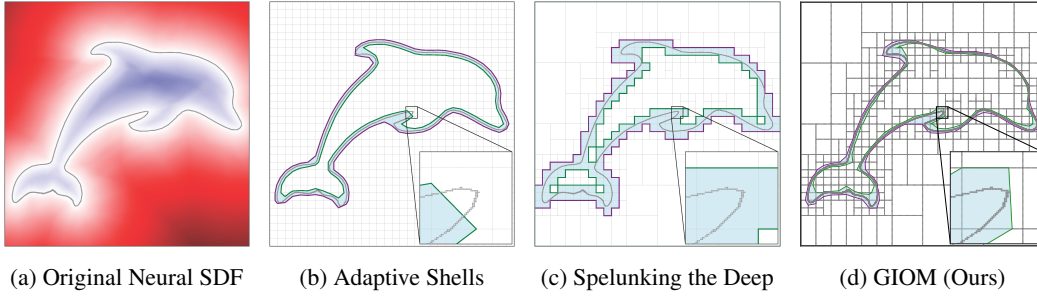 (a) Original Neural SDF
(b) Adaptive Shells
(c) Spelunking the Deep
(d) GIOM (Ours)